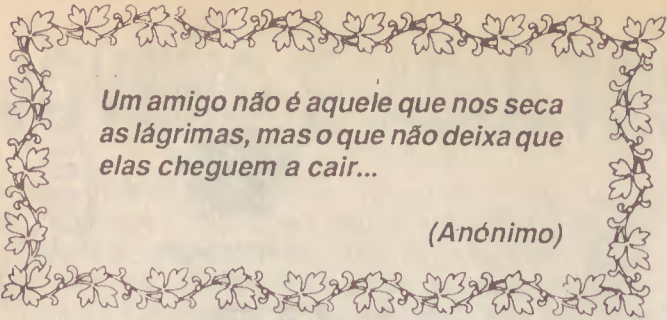 Um amigo não é aquele que nos seca
as lágrimas, mas o que não deixa que
elas cheguem a cair...
(Anónimo)